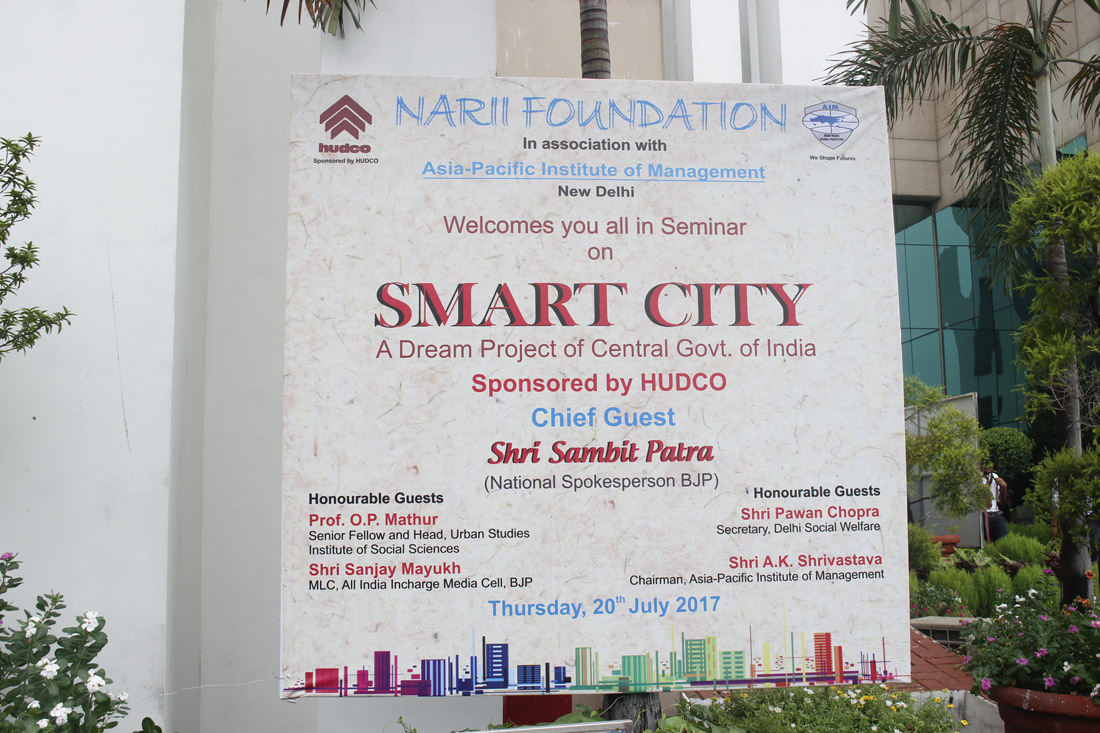 hudco
Sponsored by HUDCO
NARII FOUNDATION
AIM
We Shape Futures
In association with
Asia-Pacific Institute of Management
New Delhi
Welcomes you all in Seminar
on
SMART CITY
A Dream Project of Central Govt. of India
Sponsored by HUDCO
Chief Guest
Shri Sambit Patra
(National Spokesperson BJP)
Honourable Guests
Prof. O.P. Mathur
Senior Fellow and Head, Urban Studies
Institute of Social Sciences
Shri Sanjay Mayukh
MLC, All India Incharge Media Cell, BJP
Honourable Guests
Shri Pawan Chopra
Secretary, Delhi Social Welfare
Shri A.K. Shrivastava
Chairman, Asia-Pacific Institute of Management
Thursday, 20th July 2017